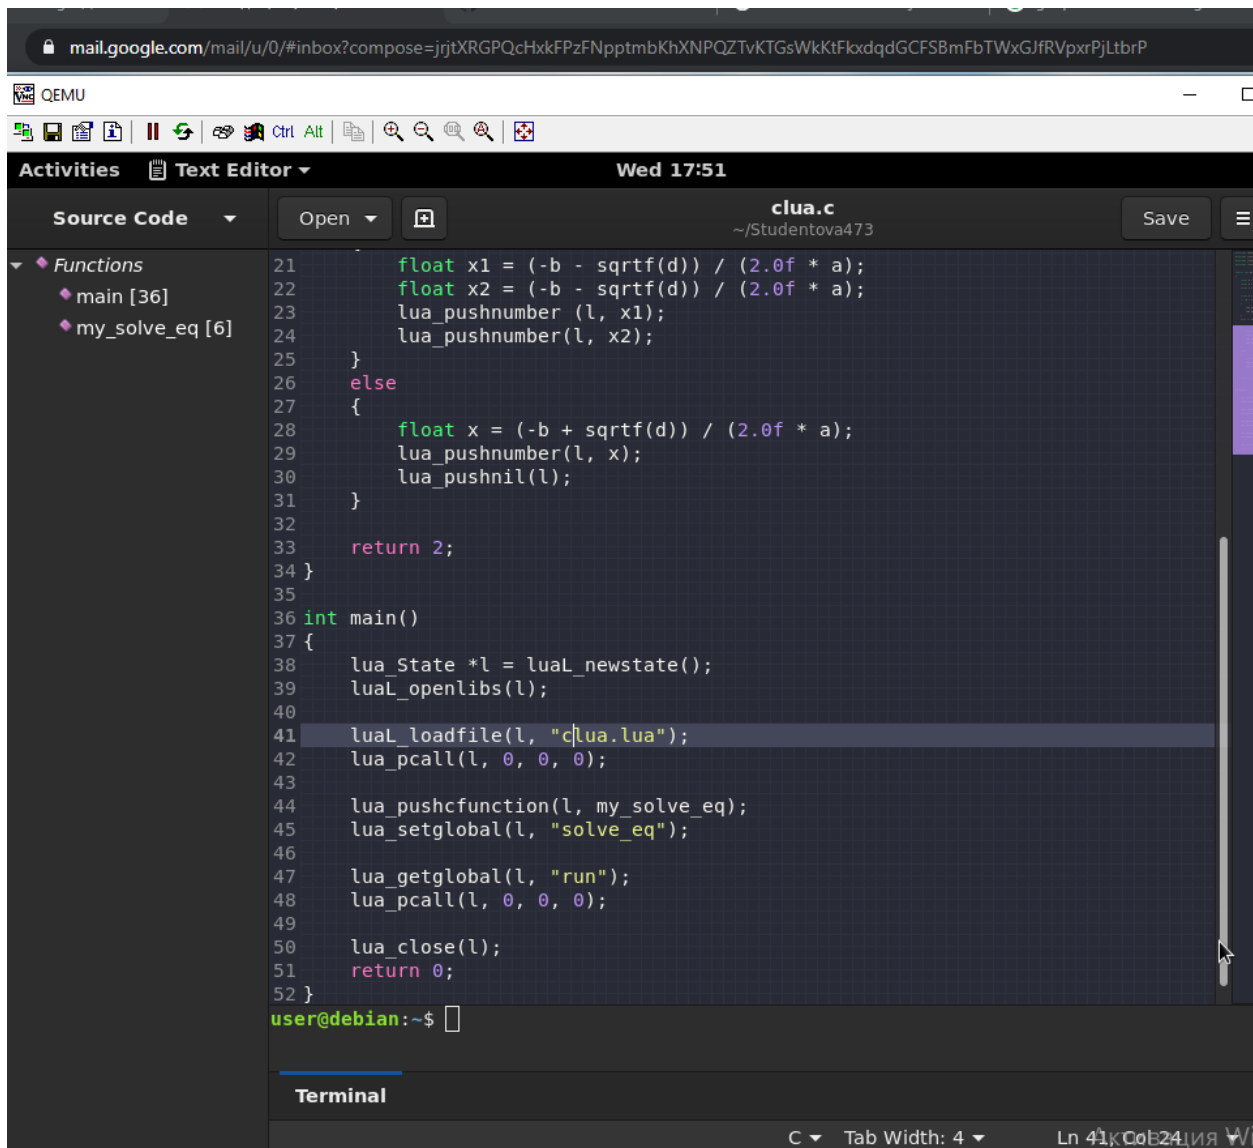 mail.google.com/mail/u/0/#inbox?compose=jrjtXRGPQcHxkFPzFNpptmbKhXNPQZTvKTGsWkKtFkxdqdGCFSBmFbTWxGJfRVpxrPjLtbrP
QEMU
Ctrl Alt
Activities Text Editor Wed 17:51
Source Code Open clua.c Save
~/Studentova473
Functions
main [36]
my_solve_eq [6]
21 float x1 = (-b - sqrtf(d)) / (2.0f * a);
22 float x2 = (-b - sqrtf(d)) / (2.0f * a);
23 lua_pushnumber (l, x1);
24 lua_pushnumber(l, x2);
25 }
26 else
27 {
28 float x = (-b + sqrtf(d)) / (2.0f * a);
29 lua_pushnumber(l, x);
30 lua_pushnil(l);
31 }
32
33 return 2;
34 }
35
36 int main()
37 {
38 lua_State *l = luaL_newstate();
39 luaL_openlibs(l);
40
41 luaL_loadfile(l, "clua.lua");
42 lua_pcall(l, 0, 0, 0);
43
44 lua_pushcfunction(l, my_solve_eq);
45 lua_setglobal(l, "solve_eq");
46
47 lua_getglobal(l, "run");
48 lua_pcall(l, 0, 0, 0);
49
50 lua_close(l);
51 return 0;
52 }
user@debian:~$
Terminal
C Tab Width: 4 Ln 41, Col 24
Активация W